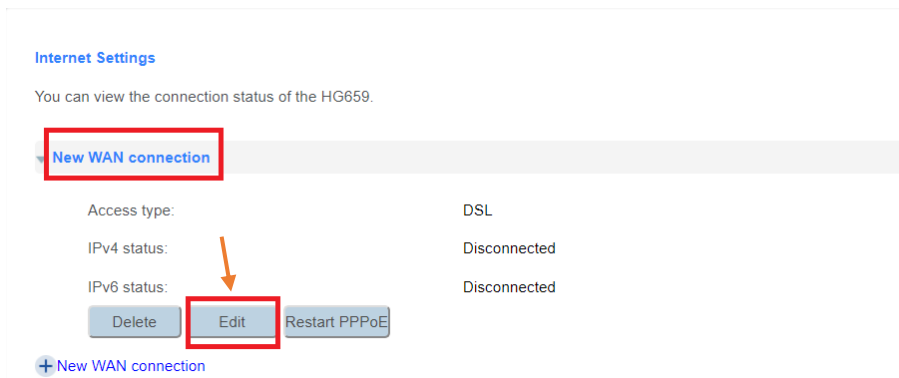 Internet Settings
You can view the connection status of the HG659.
New WAN connection
Access type: DSL
IPv4 status: Disconnected
IPv6 status: Disconnected
Delete Edit Restart PPPoE
New WAN connection